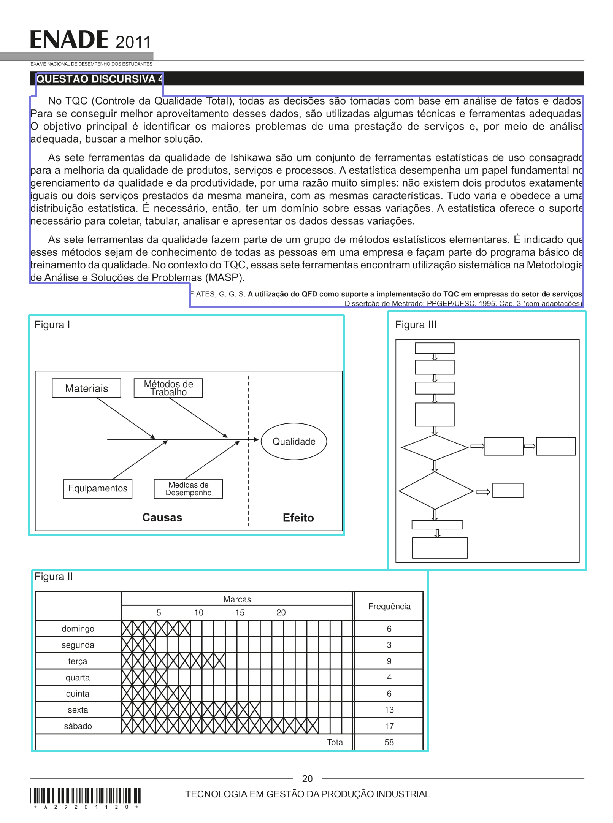 ENADE 2011
EXAME NACIONAL DE DESEMPENHO DOS ESTUDANTES
QUESTÃO DISCURSIVA 4
No TQC (Controle da Qualidade Total), todas as decisões são tomadas com base em análise de fatos e dados.
Para se conseguir melhor aproveitamento desses dados, são utilizadas algumas técnicas e ferramentas adequadas.
O objetivo principal é identificar os maiores problemas de uma prestação de serviços e, por meio de análise
adequada, buscar a melhor solução.
As sete ferramentas da qualidade de Ishikawa são um conjunto de ferramentas estatísticas de uso consagrado
para a melhoria da qualidade de produtos, serviços e processos. A estatística desempenha um papel fundamental no
gerenciamento da qualidade e da produtividade, por uma razão muito simples: não existem dois produtos exatamente
iguais ou dois serviços prestados da mesma maneira, com as mesmas características. Tudo varia e obedece a uma
distribuição estatística. É necessário, então, ter um domínio sobre essas variações. A estatística oferece o suporte
necessário para coletar, tabular, analisar e apresentar os dados dessas variações.
As sete ferramentas da qualidade fazem parte de um grupo de métodos estatísticos elementares. É indicado que
esses métodos sejam de conhecimento de todas as pessoas em uma empresa e façam parte do programa básico de
treinamento da qualidade. No contexto do TQC, essas sete ferramentas encontram utilização sistemática na Metodologia
de Análise e Soluções de Problemas (MASP).
FATES, G. G. S. A utilização do QFD como suporte a implementação do TQC em empresas do setor de serviços.
Dissertção de Mestrado, PPGEP/UFSC, 1995, Cap. 3 (com adaptações).
Figura I
Materiais
Métodos de
Trabalho
Qualidade
Equipamentos
Medidas de
Desempenho
Causas
Efeito
Figura III
Figura II
Marcas
Frequência
5 10 15 20
domingo 6
segunda 3
terça 9
quarta 4
quinta 6
sexta 13
sábado 17
Total 58
20
TECNOLOGIA EM GESTÃO DA PRODUÇÃO INDUSTRIAL
* A 2 7 2 0 1 1 2 0 *